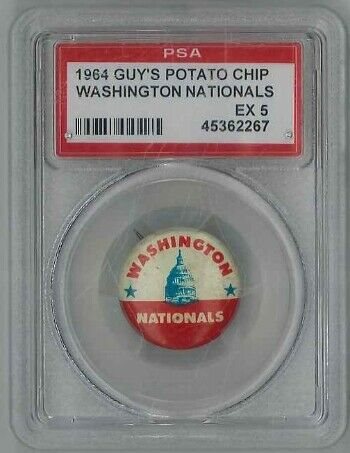 PSA
1964 GUY'S POTATO CHIP
WASHINGTON NATIONALS
EX 5
45362267
WASHINGTON
NATIONALS